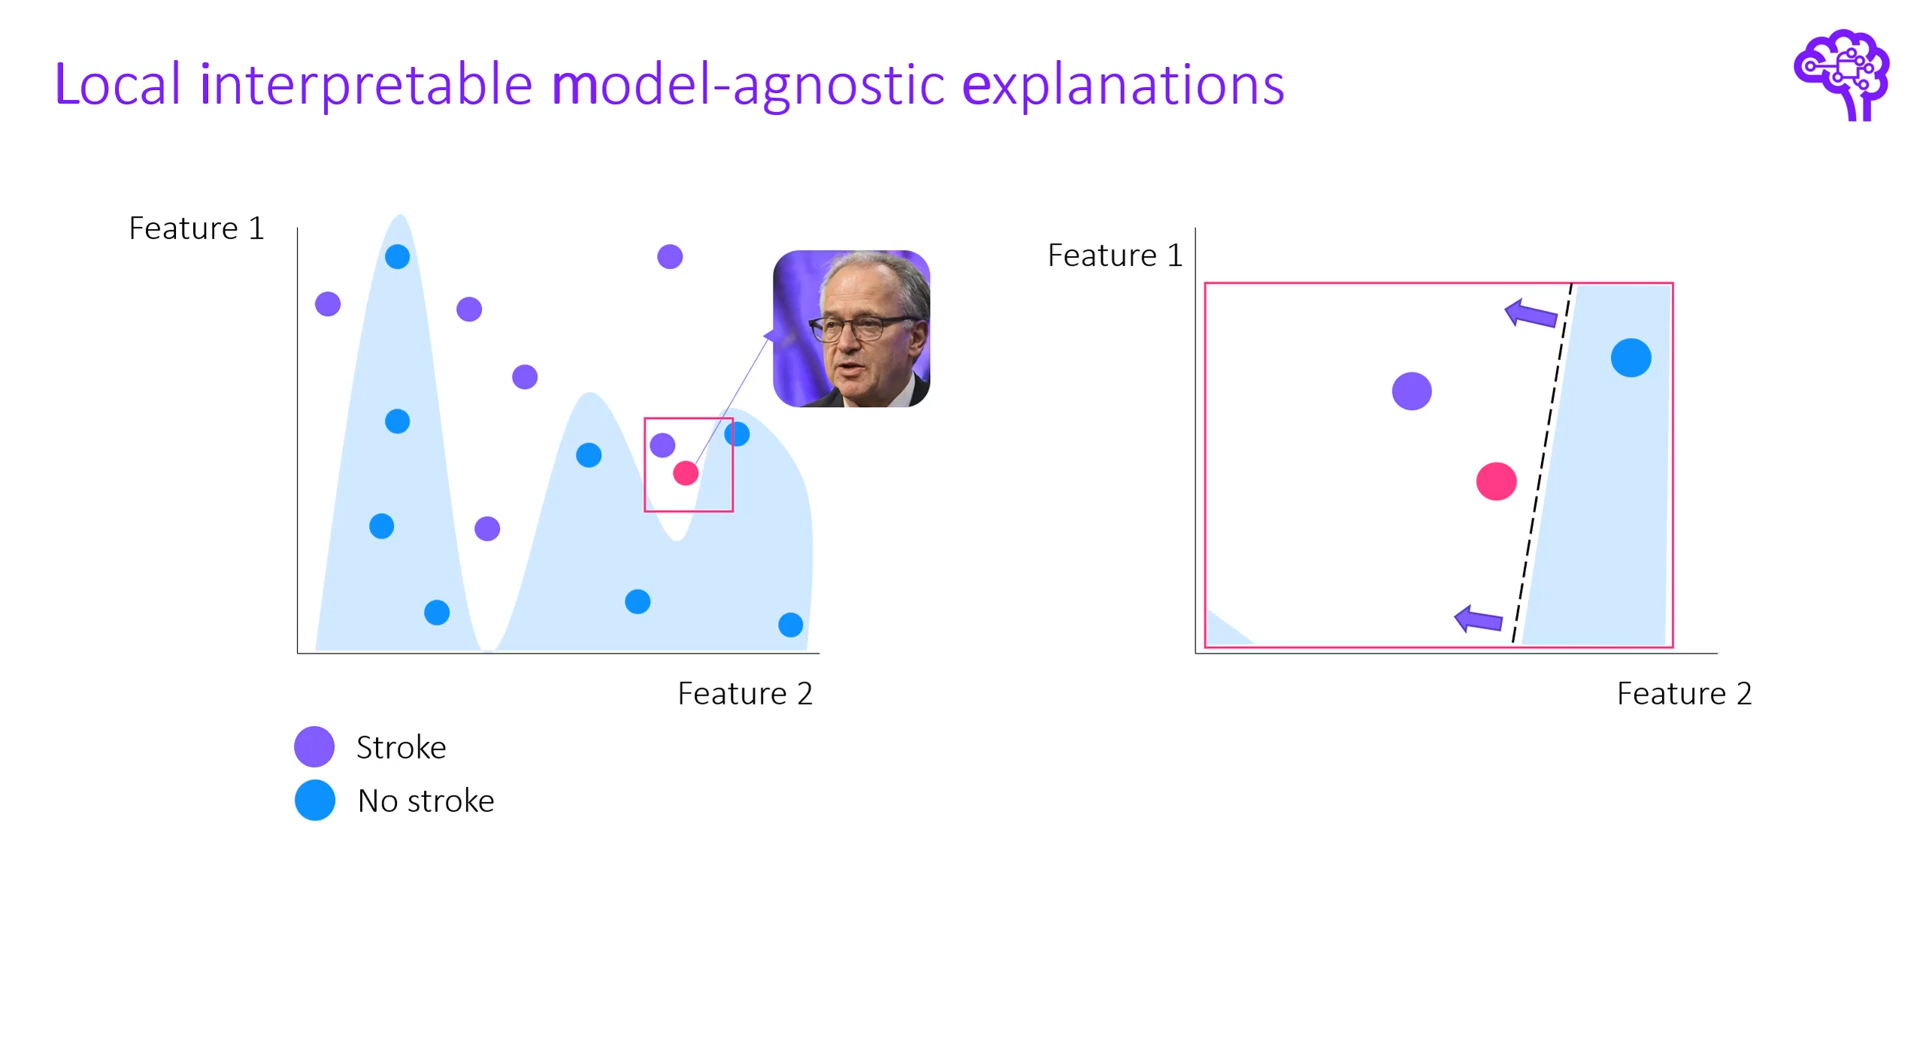 Local interpretable model-agnostic explanations
Feature 1
Feature 2
Stroke
No stroke
Feature 1
Feature 2